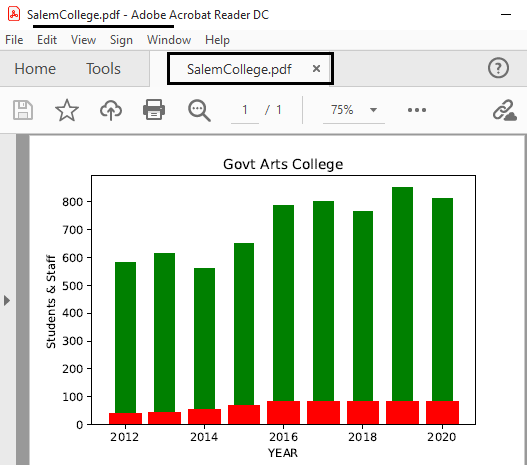 SalemCollege.pdf - Adobe Acrobat Reader DC
File Edit View Sign Window Help
Home Tools SalemCollege.pdf ×
1 / 1 75%
Govt Arts College
Students & Staff
800
700
600
500
400
300
200
100
0
2012 2014 2016 2018 2020
YEAR